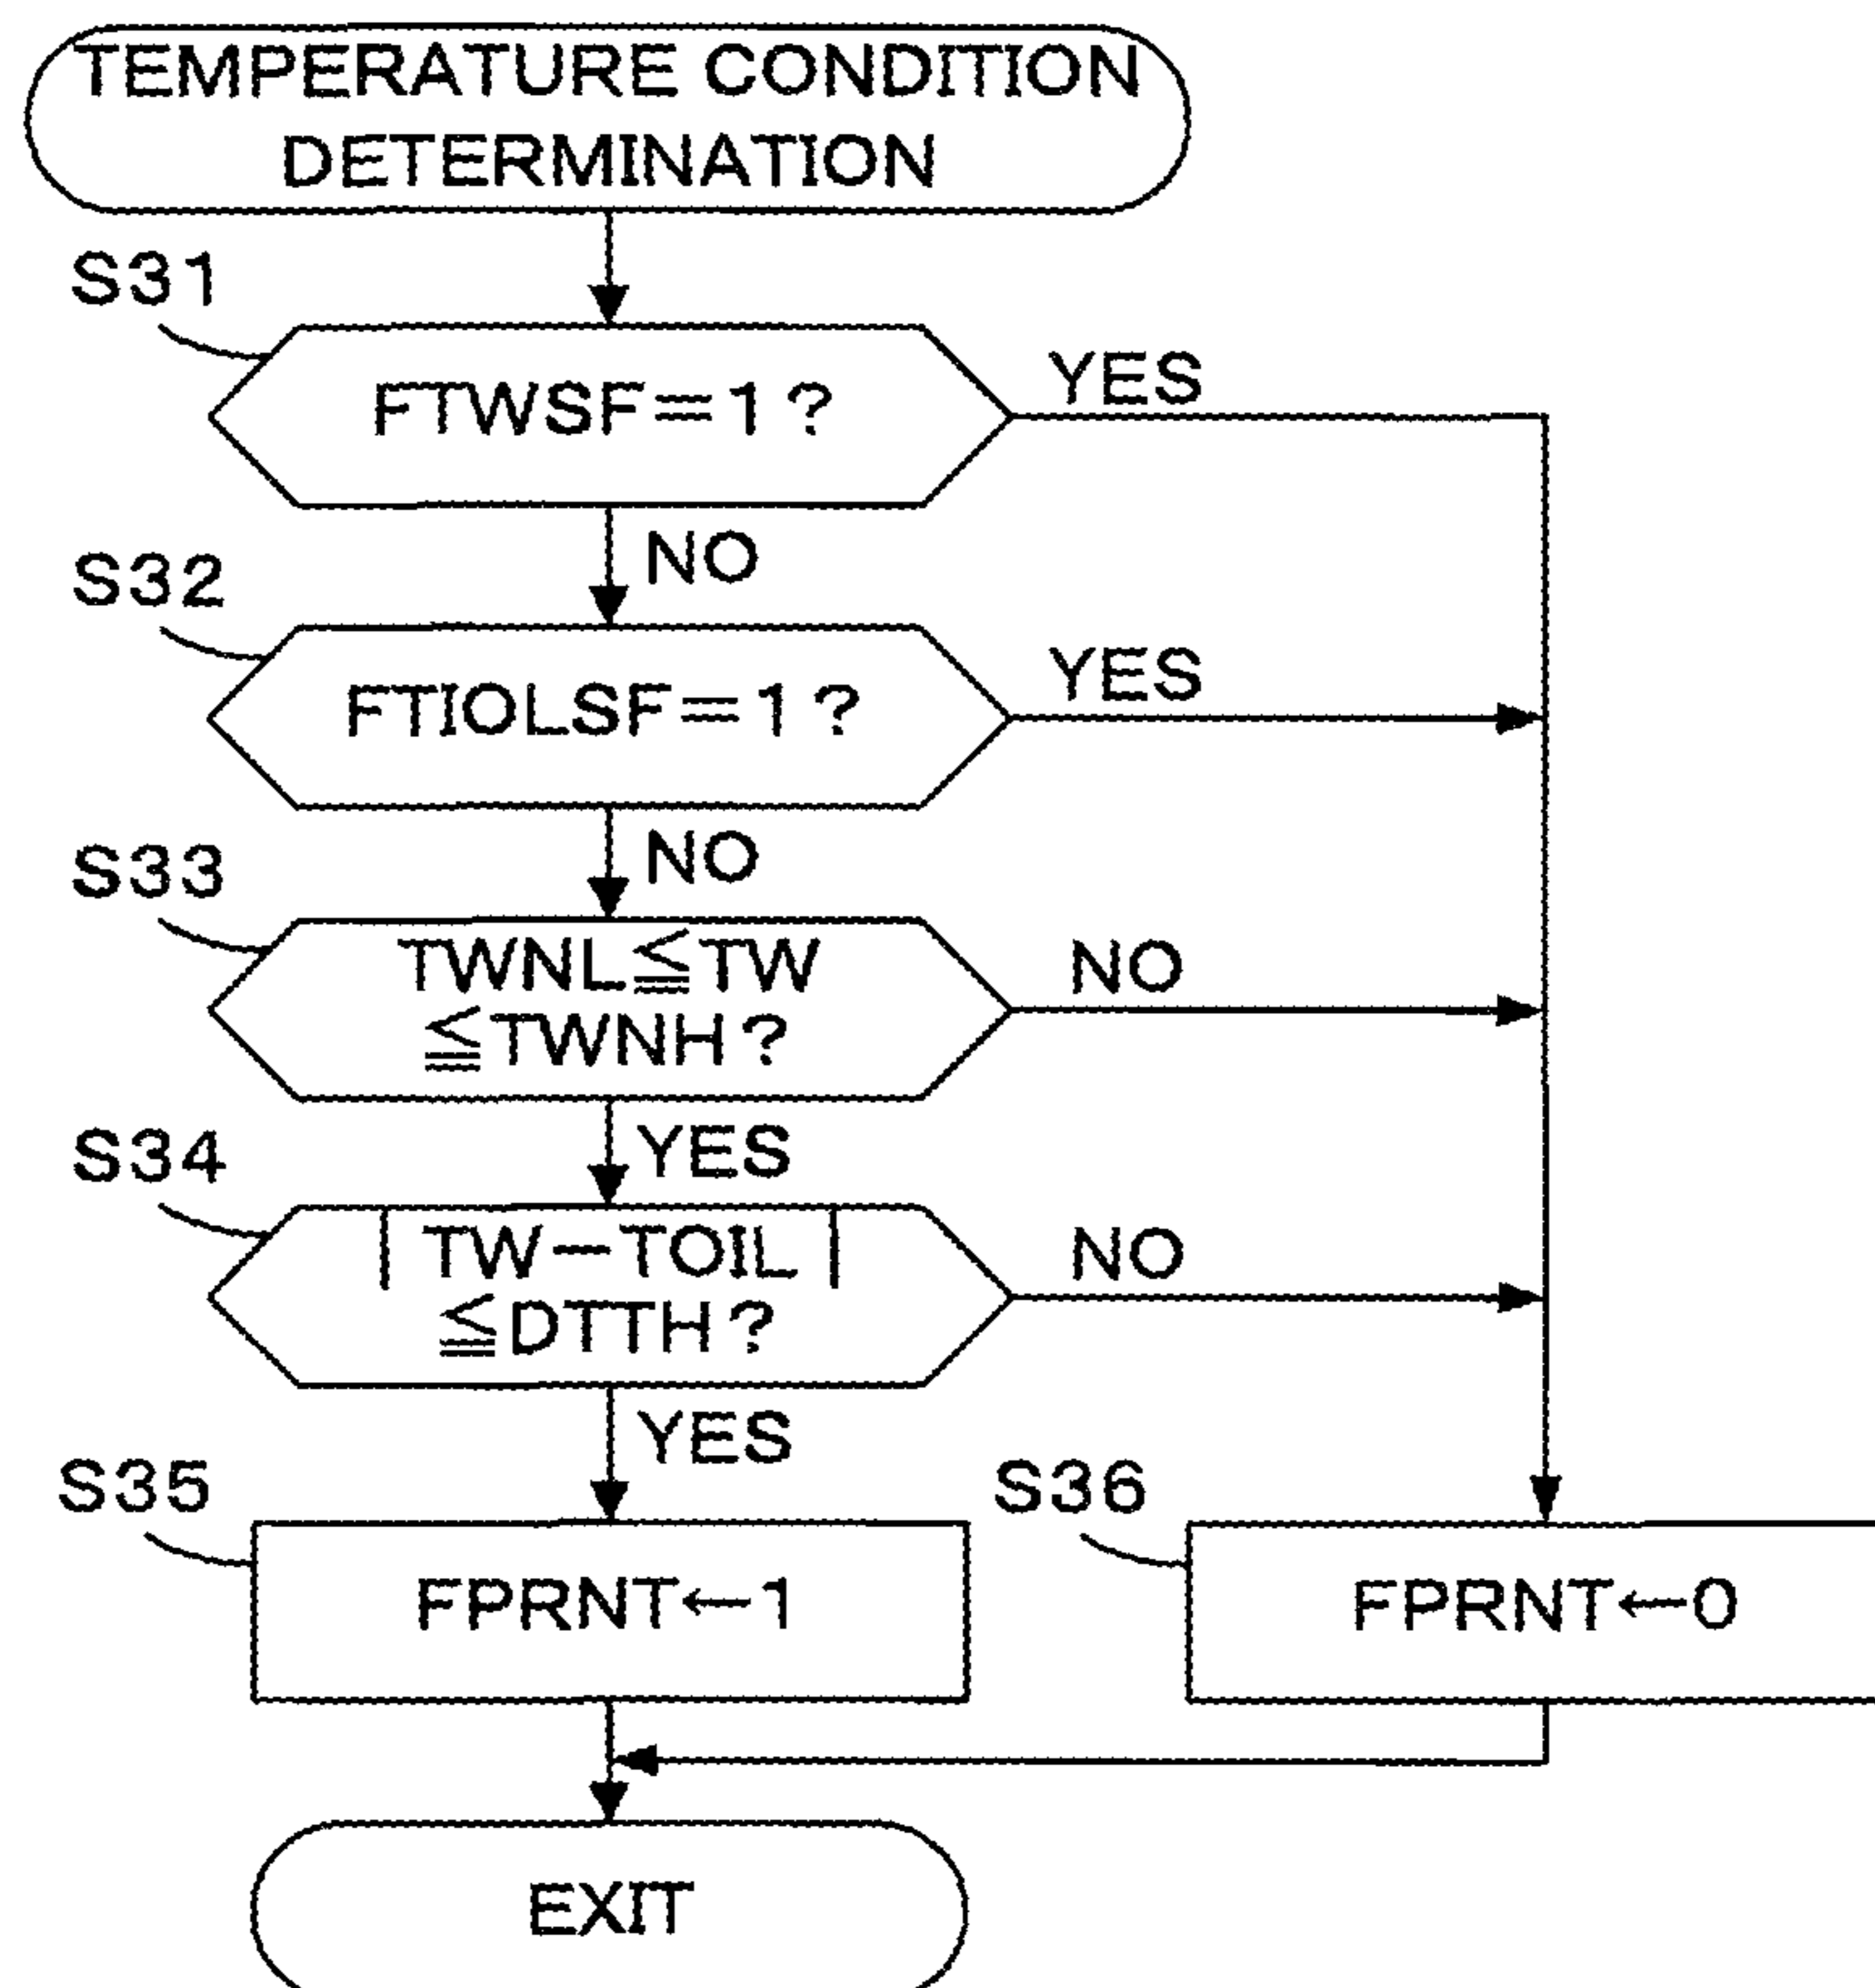 TEMPERATURE CONDITION
DETERMINATION
S31
FTWSF=1?
YES
NO
S32
FTIOLSF=1?
YES
NO
S33
TWNL≦TW
≦TWNH?
NO
YES
S34
|TW−TOIL|
≦DTTH?
NO
YES
S35
FPRNT←1
S36
FPRNT←0
EXIT